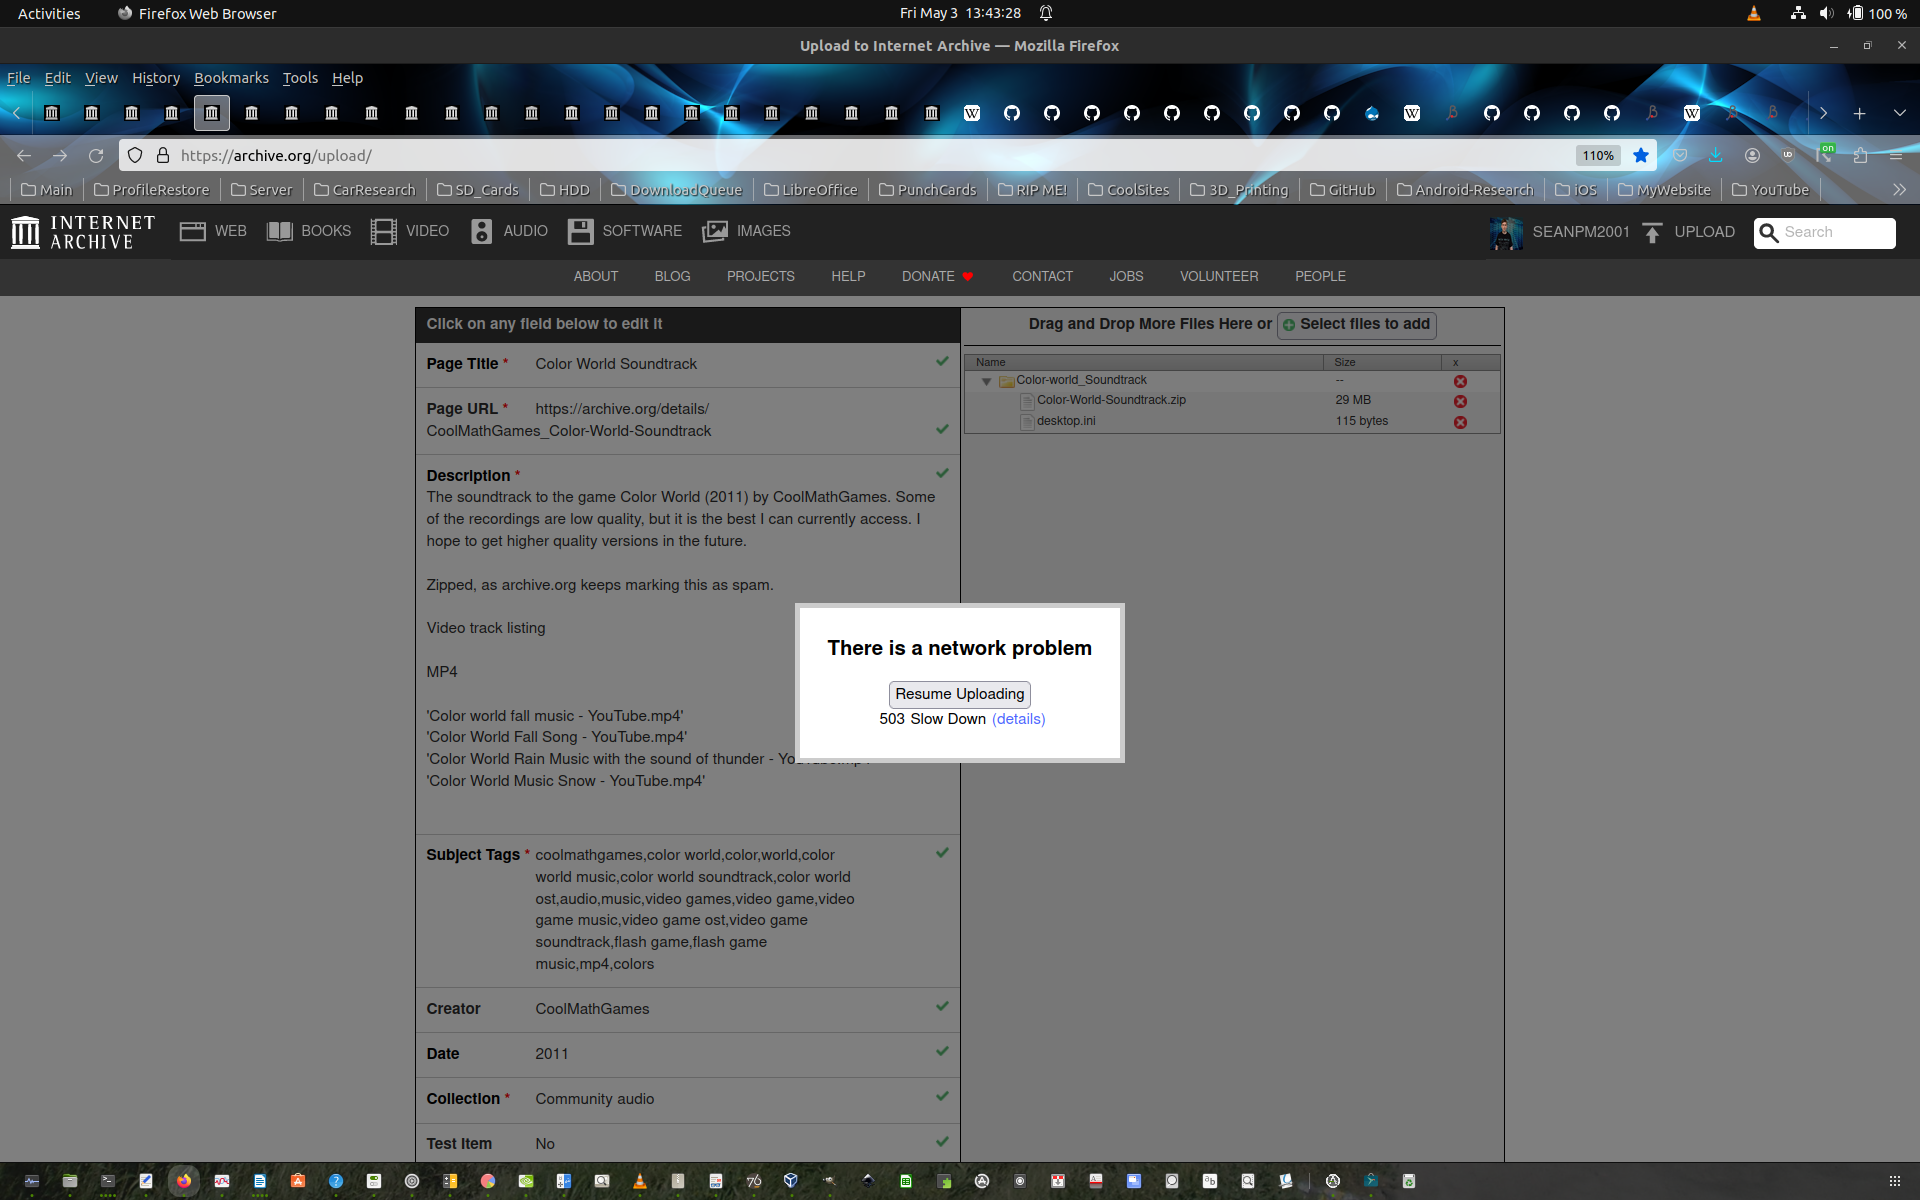 Activities
Firefox Web Browser
Fri May 3 13:43:28
100 %
Upload to Internet Archive — Mozilla Firefox
File Edit View History Bookmarks Tools Help
https://archive.org/upload/
110%
on
Main
ProfileRestore
Server
CarResearch
SD_Cards
HDD
DownloadQueue
LibreOffice
PunchCards
RIP ME!
CoolSites
3D_Printing
GitHub
Android-Research
iOS
MyWebsite
YouTube
INTERNET
ARCHIVE
WEB
BOOKS
VIDEO
AUDIO
SOFTWARE
IMAGES
SEANPM2001
UPLOAD
Search
ABOUT
BLOG
PROJECTS
HELP
DONATE
CONTACT
JOBS
VOLUNTEER
PEOPLE
Click on any field below to edit it
Page Title * Color World Soundtrack
Page URL * https://archive.org/details/
CoolMathGames_Color-World-Soundtrack
Description *
The soundtrack to the game Color World (2011) by CoolMathGames. Some
of the recordings are low quality, but it is the best I can currently access. I
hope to get higher quality versions in the future.
Zipped, as archive.org keeps marking this as spam.
Video track listing
MP4
'Color world fall music - YouTube.mp4'
'Color World Fall Song - YouTube.mp4'
'Color World Rain Music with the sound of thunder - YouTube.mp4'
'Color World Music Snow - YouTube.mp4'
Subject Tags * coolmathgames,color world,color,world,color
world music,color world soundtrack,color world
ost,audio,music,video games,video game,video
game music,video game ost,video game
soundtrack,flash game,flash game
music,mp4,colors
Creator CoolMathGames
Date 2011
Collection * Community audio
Test Item No
Drag and Drop More Files Here or Select files to add
Name Size x
Color-world_Soundtrack --
Color-World-Soundtrack.zip 29 MB
desktop.ini 115 bytes
There is a network problem
Resume Uploading
503 Slow Down (details)